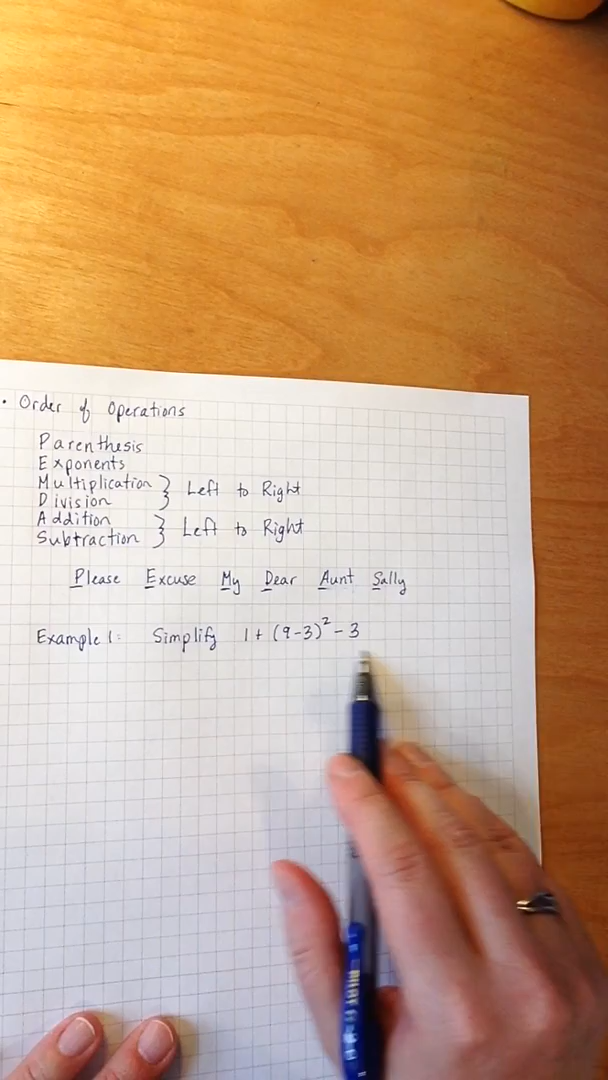 • Order of Operations
Parenthesis
Exponents
Multiplication } Left to Right
Division
Addition } Left to Right
Subtraction
Please Excuse My Dear Aunt Sally
Example 1: Simplify 1 + (9-3)² - 3